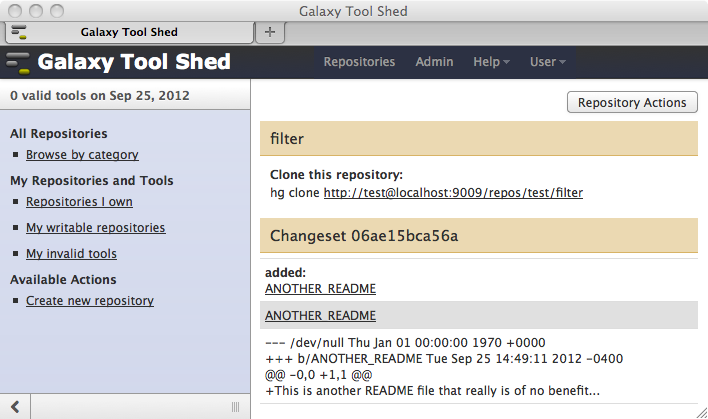 Galaxy Tool Shed
Galaxy Tool Shed
+
Galaxy Tool Shed
Repositories Admin Help User
0 valid tools on Sep 25, 2012
All Repositories
Browse by category
My Repositories and Tools
Repositories I own
My writable repositories
My invalid tools
Available Actions
Create new repository
Repository Actions
filter
Clone this repository:
hg clone http://test@localhost:9009/repos/test/filter
Changeset 06ae15bca56a
added:
ANOTHER_README
ANOTHER_README
--- /dev/null Thu Jan 01 00:00:00 1970 +0000
+++ b/ANOTHER_README Tue Sep 25 14:49:11 2012 -0400
@@ -0,0 +1,1 @@
+This is another README file that really is of no benefit...